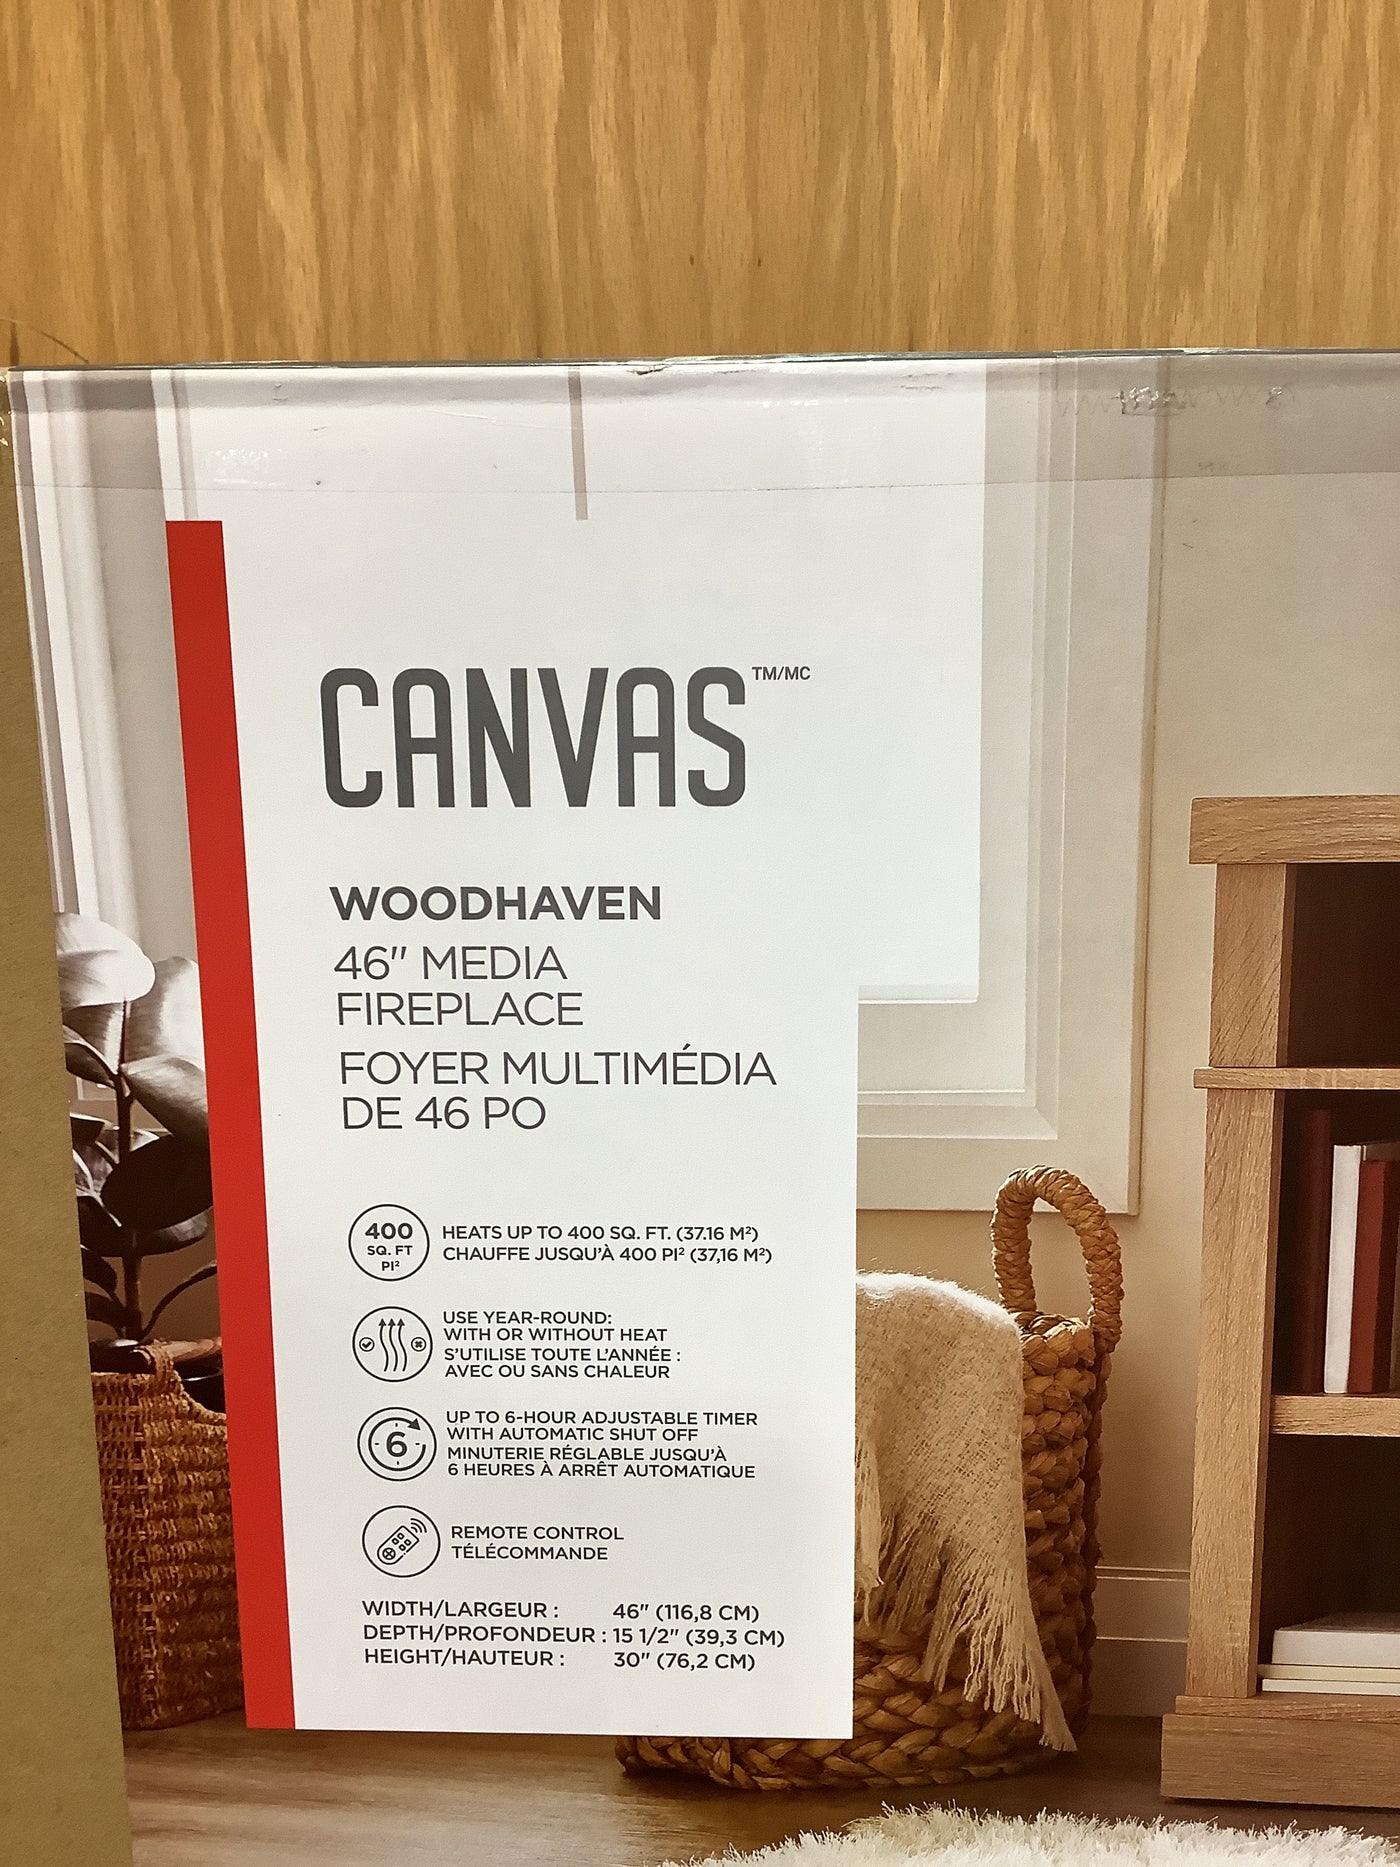 CANVAS TM/MC
WOODHAVEN
46" MEDIA
FIREPLACE
FOYER MULTIMÉDIA
DE 46 PO
400
SQ. FT
PI²
HEATS UP TO 400 SQ. FT. (37.16 M²)
CHAUFFE JUSQU'À 400 PI² (37,16 M²)
USE YEAR-ROUND:
WITH OR WITHOUT HEAT
S'UTILISE TOUTE L'ANNÉE :
AVEC OU SANS CHALEUR
6
UP TO 6-HOUR ADJUSTABLE TIMER
WITH AUTOMATIC SHUT OFF
MINUTERIE RÉGLABLE JUSQU'À
6 HEURES À ARRÊT AUTOMATIQUE
REMOTE CONTROL
TÉLÉCOMMANDE
WIDTH/LARGEUR : 46" (116,8 CM)
DEPTH/PROFONDEUR : 15 1/2" (39,3 CM)
HEIGHT/HAUTEUR : 30" (76,2 CM)